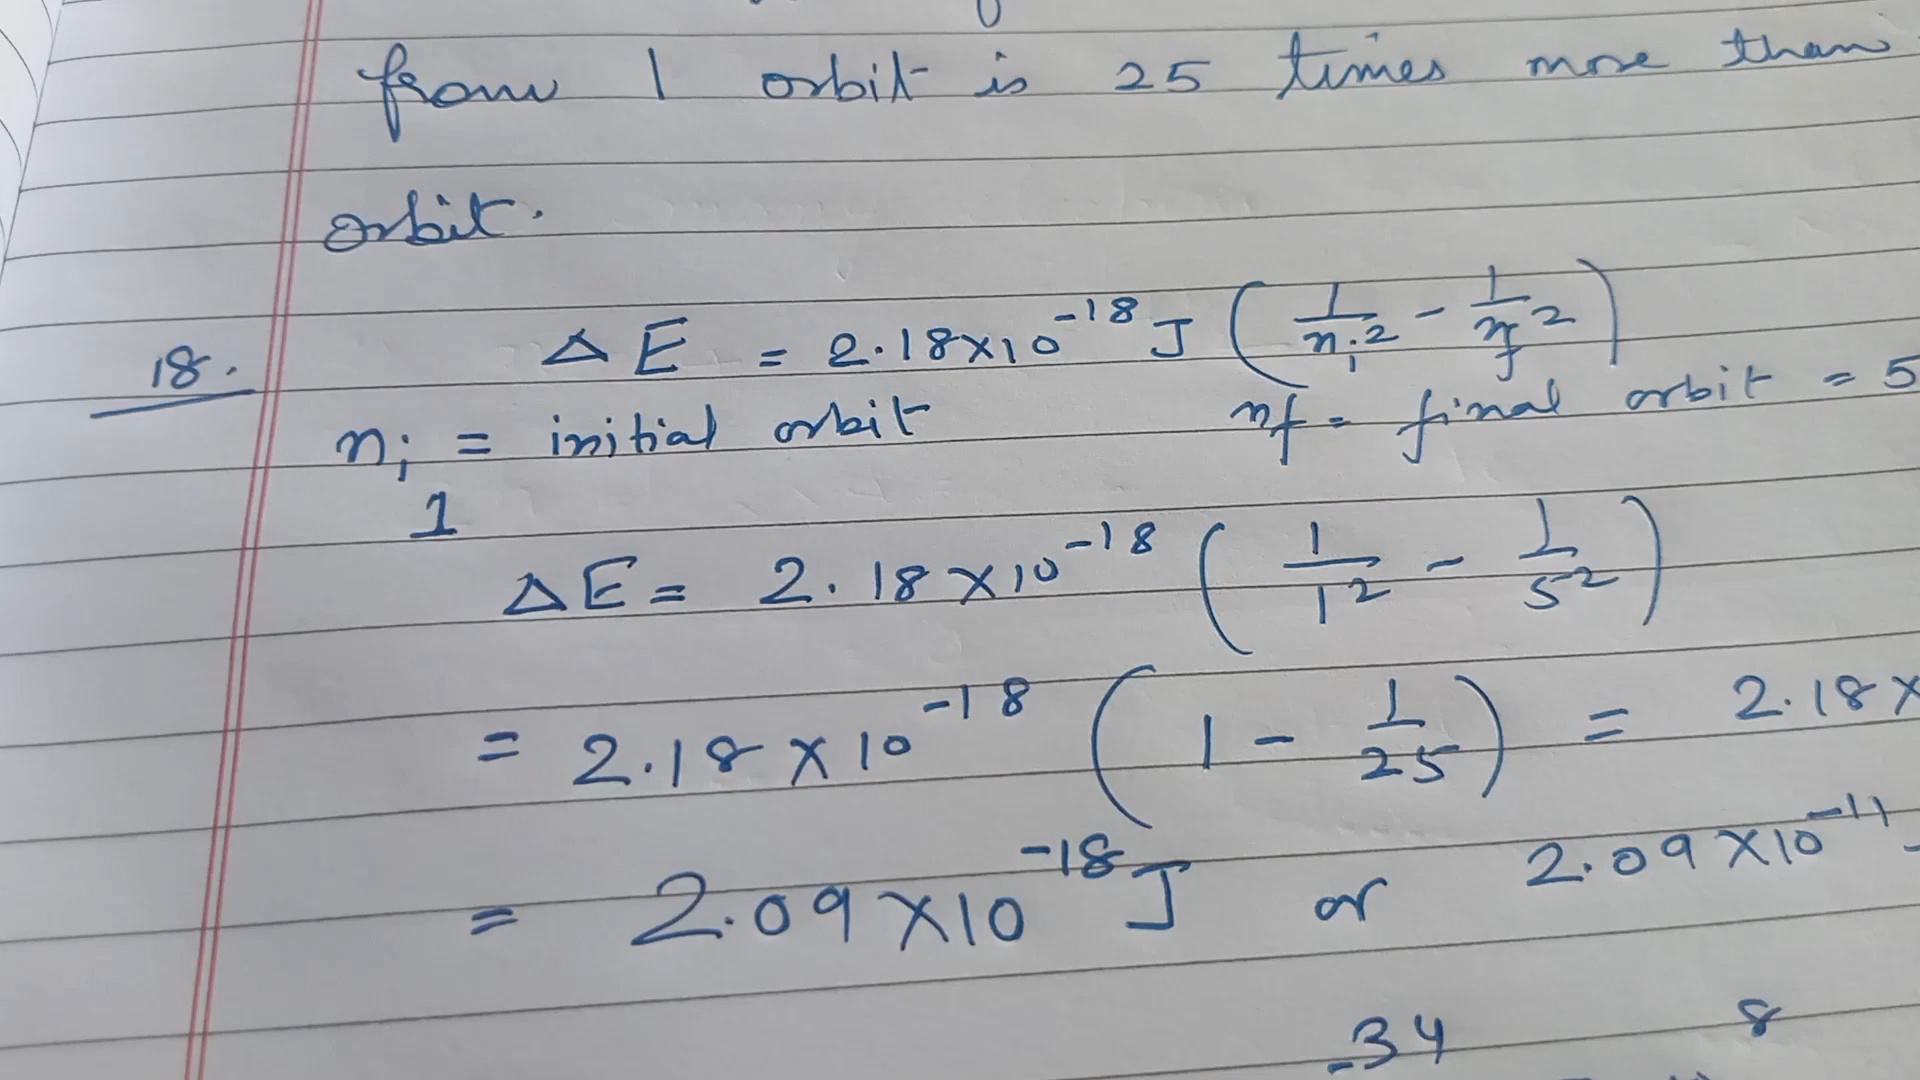 from 1 orbit is 25 times more than
orbit.
18. ΔE = 2.18×10⁻¹⁸ J (1/nᵢ² - 1/n_f²)
nᵢ = initial orbit nf = final orbit = 5
1
ΔE = 2.18×10⁻¹⁸ (1/1² - 1/5²)
= 2.18×10⁻¹⁸ (1 - 1/25) = 2.18×
= 2.09×10⁻¹⁸ J or 2.09×10⁻¹¹
-34 8